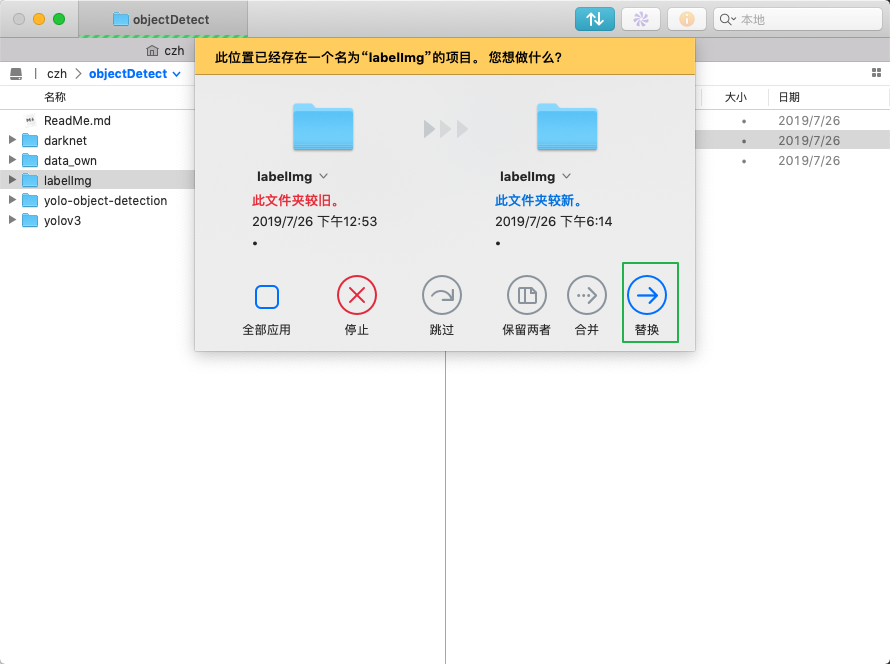 objectDetect
本地
czh
czh
objectDetect
名称
大小
日期
ReadMe.md
darknet
data_own
labelImg
yolo-object-detection
yolov3
2019/7/26
2019/7/26
2019/7/26
此位置已经存在一个名为“labelImg”的项目。 您想做什么?
labelImg
此文件夹较旧。
2019/7/26 下午12:53
•
labelImg
此文件夹较新。
2019/7/26 下午6:14
•
全部应用
停止
跳过
保留两者
合并
替换